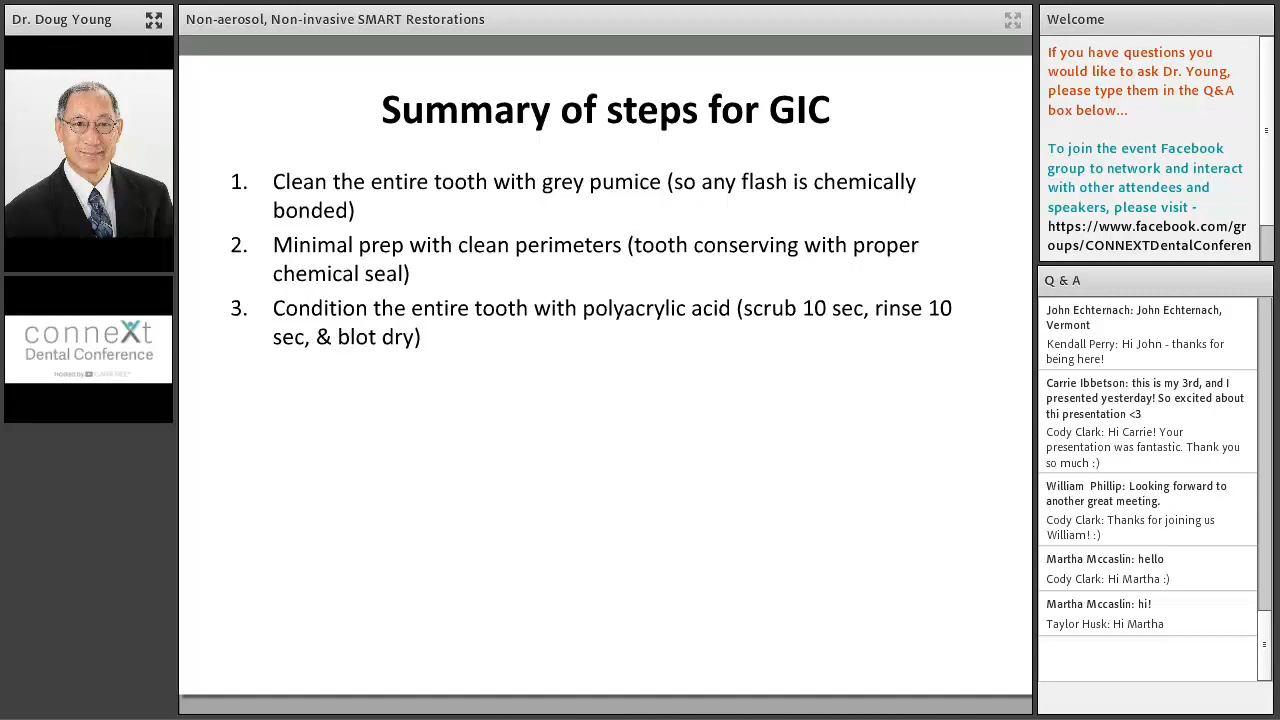 Dr. Doug Young
Non-aerosol, Non-invasive SMART Restorations
Summary of steps for GIC
1. Clean the entire tooth with grey pumice (so any flash is chemically
bonded)
2. Minimal prep with clean perimeters (tooth conserving with proper
chemical seal)
3. Condition the entire tooth with polyacrylic acid (scrub 10 sec, rinse 10
sec, & blot dry)
conneXt
Dental Conference
Hosted by
Welcome
If you have questions you
would like to ask Dr. Young,
please type them in the Q&A
box below...
To join the event Facebook
group to network and interact
with other attendees and
speakers, please visit -
https://www.facebook.com/gr
oups/CONNEXTDentalConferen
Q & A
John Echternach: John Echternach,
Vermont
Kendall Perry: Hi John - thanks for
being here!
Carrie Ibbetson: this is my 3rd, and I
presented yesterday! So excited about
thi presentation <3
Cody Clark: Hi Carrie! Your
presentation was fantastic. Thank you
so much :)
William  Phillip: Looking forward to
another great meeting.
Cody Clark: Thanks for joining us
William! :)
Martha Mccaslin: hello
Cody Clark: Hi Martha :)
Martha Mccaslin: hi!
Taylor Husk: Hi Martha